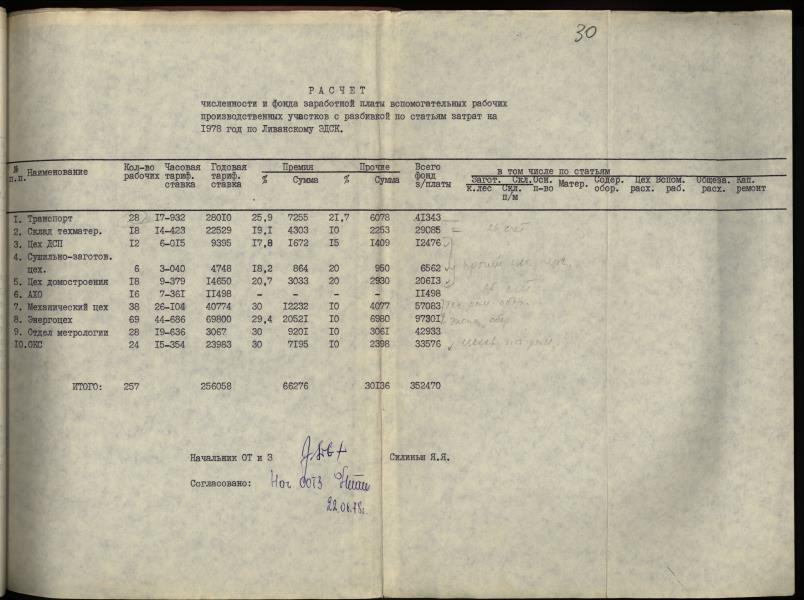 30
РАСЧЕТ
численности и фонда заработной платы вспомогательных рабочих
производственных участков с разбивкой по статьям затрат на
1978 год по Ливанскому ЭДСК.
№ п.п. Наименование Кол-во рабочих Часовая тариф. ставка Годовая тариф. ставка Премия % Сумма Прочие % Сумма Всего фонд з/платы в том числе по статьям Загот. к.лес Скл. Скл. п/м Осн. п-во Матер. Содер. обор. Цех расх. Вспом. раб. Общеза. расх. Кап. ремонт
1. Транспорт 28 17-932 28010 25,9 7255 21,7 6078 41343
2. Склад техматер. 18 14-423 22529 19,1 4303 10 2253 29085
3. Цех ДСП 12 6-015 9395 17,8 1672 15 1409 12476
4. Сушильно-заготов.
цех. 6 3-040 4748 18,2 864 20 950 6562
5. Цех домостроения 18 9-379 14650 20,7 3033 20 2930 20613
6. АХО 16 7-361 11498 - - - - 11498
7. Механический цех 38 26-104 40774 30 12232 10 4077 57083
8. Энергоцех 69 44-686 69800 29,4 20521 10 6980 97301
9. Отдел метрологии 28 19-636 3067 30 9201 10 3061 42933
10.ОКС 24 15-354 23983 30 7195 10 2398 33576
ИТОГО: 257 256058 66276 30136 352470
Начальник ОТ и З Силиньш Я.Я.
Согласовано: Нач ООТЗ
22.06.78г.